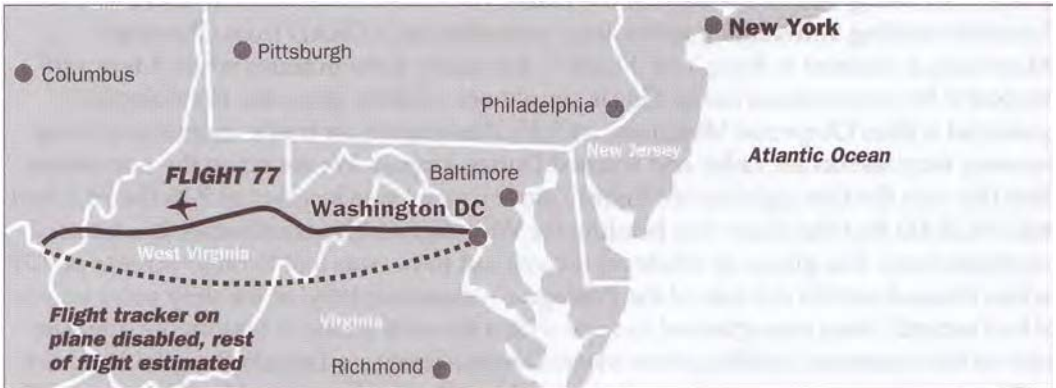 New York
Pittsburgh
Columbus
Philadelphia
New Jersey
Atlantic Ocean
Baltimore
FLIGHT 77
Washington DC
West Virginia
Flight tracker on
plane disabled, rest
of flight estimated
Virginia
Richmond